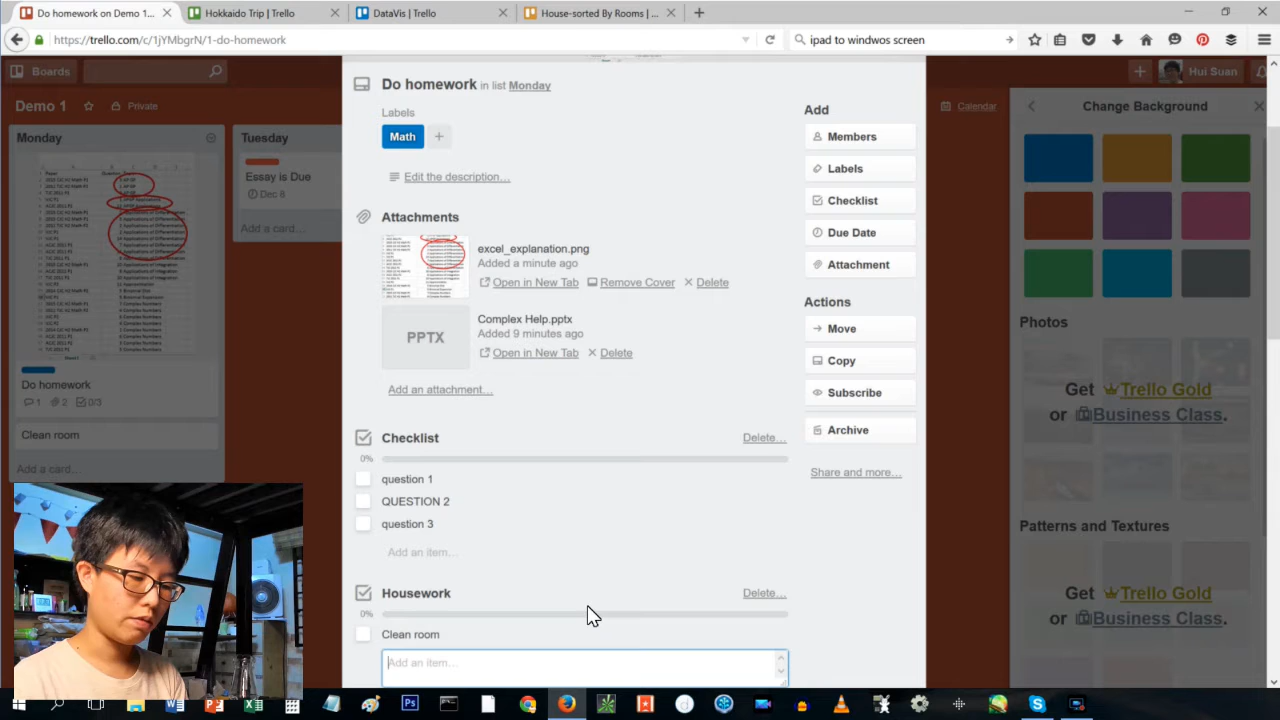 Do homework on Demo 1...
Hokkaido Trip | Trello
DataVis | Trello
House-sorted By Rooms | ...
https://trello.com/c/1jYMbgrN/1-do-homework
ipad to windwos screen
Boards
Hui Suan
Demo 1
Private
Calendar
Monday
Do homework
1 2 0/3
Clean room
Add a card...
Tuesday
Essay is Due
Dec 8
Add a card...
Do homework in list Monday
Labels
Math
Edit the description...
Attachments
excel_explanation.png
Added a minute ago
Open in New Tab Remove Cover Delete
PPTX
Complex Help.pptx
Added 9 minutes ago
Open in New Tab Delete
Add an attachment...
Checklist
Delete...
0%
question 1
QUESTION 2
question 3
Add an item...
Housework
Delete...
0%
Clean room
Add an item...
Add
Members
Labels
Checklist
Due Date
Attachment
Actions
Move
Copy
Subscribe
Archive
Share and more...
Change Background
Photos
Get Trello Gold
or Business Class.
Patterns and Textures
Get Trello Gold
or Business Class.